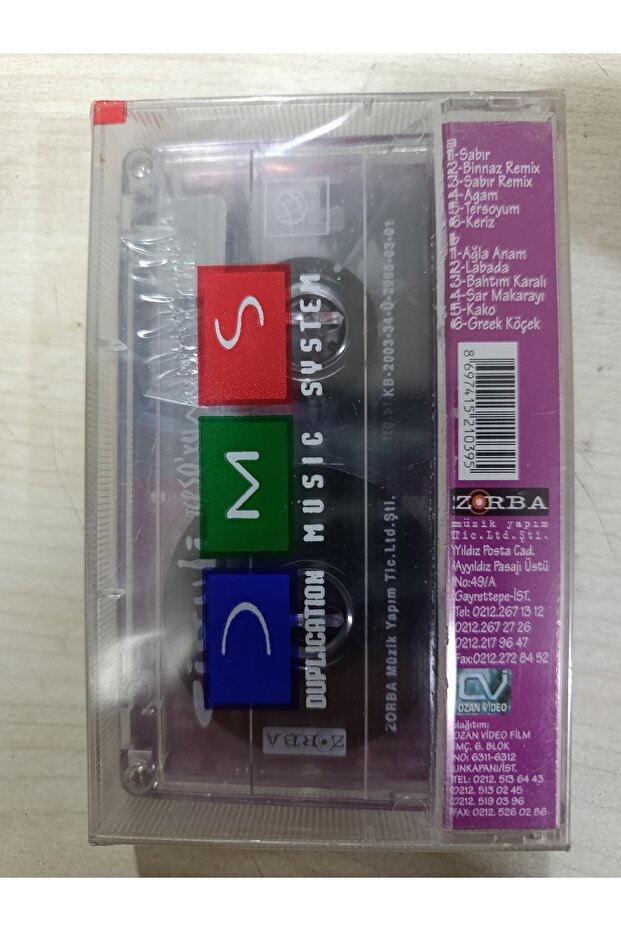 a
1-Sabır
2-Binnaz Remix
3-Sabır Remix
4-Agam
5-Tersoyum
6-Keriz
b
1-Ağla Anam
2-Labada
3-Bahtım Karalı
4-Sar Makarayı
5-Kako
6-Greek Köçek
8697415210395
ZORBA
müzik yapım
Tic.Ltd.Şti.
Yıldız Posta Cad.
Ayyıldız Pasajı Üstü
No:49/A
Gayrettepe-İST.
Tel: 0212.267 13 12
0212.267 27 26
0212.217 96 47
Fax:0212.272 84 52
OZAN VİDEO
dağıtım:
OZAN VİDEO FİLM
İMÇ. 6. BLOK
NO: 6311-6312
UNKAPANI/İST.
TEL: 0212. 513 64 43
0212. 513 02 45
0212. 519 03 96
FAX: 0212. 526 02 86
D M S
DUPLICATION MUSIC SYSTEM
ZORBA Müzik Yapım Tic.Ltd.Şti.
KB-2003-34-Ü-2065-03-01
ZORBA